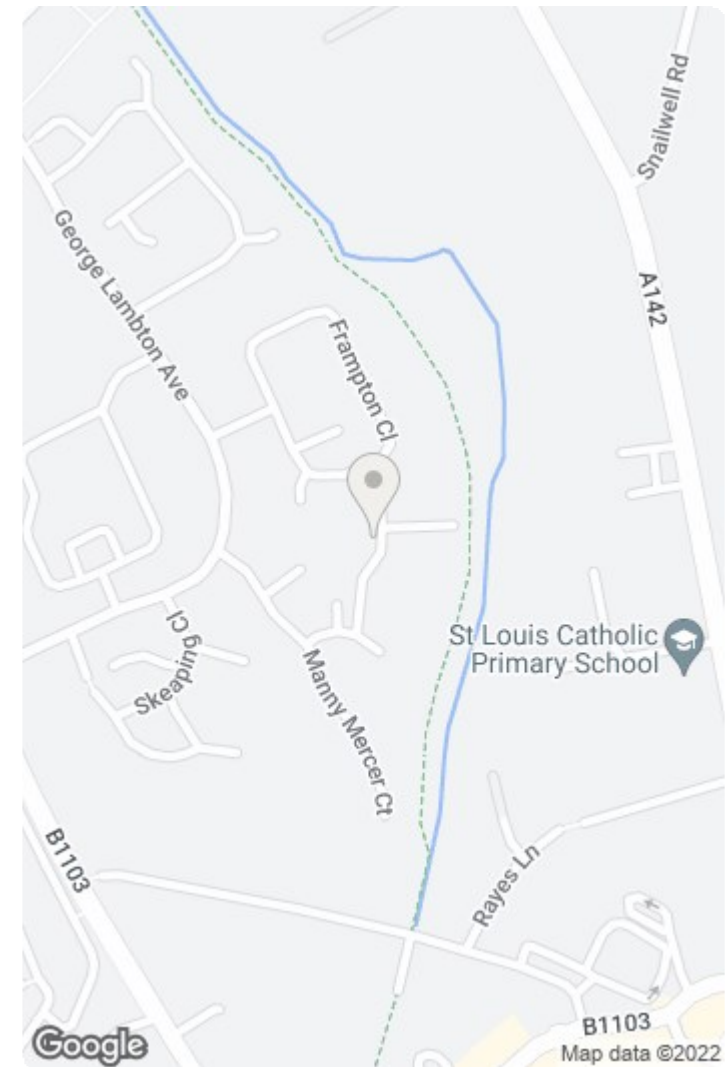 Snailwell Rd
George Lambton Ave
A142
Frampton Cl
St Louis Catholic
Primary School
Skeaping Cl
Manny Mercer Ct
B1103
Rayes Ln
B1103
Google
Map data ©2022